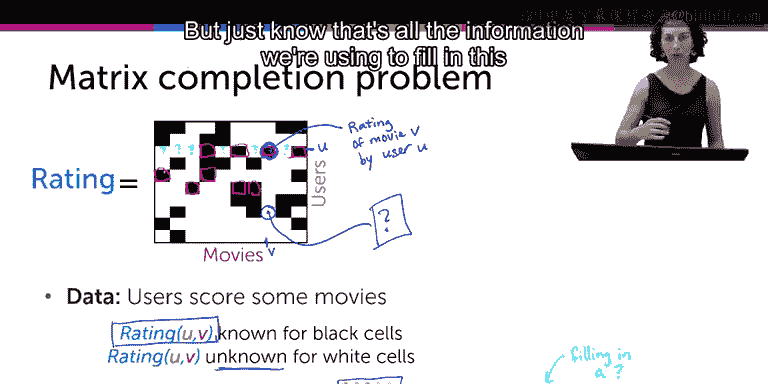 But just know that's all the information
we're using to fill in this
Matrix completion problem
Rating =
Rating
of movie v
by user u
u
Users
?
Movies
v
• Data: Users score some movies
Rating(u,v) known for black cells
Rating(u,v) unknown for white cells
filling in
a ?